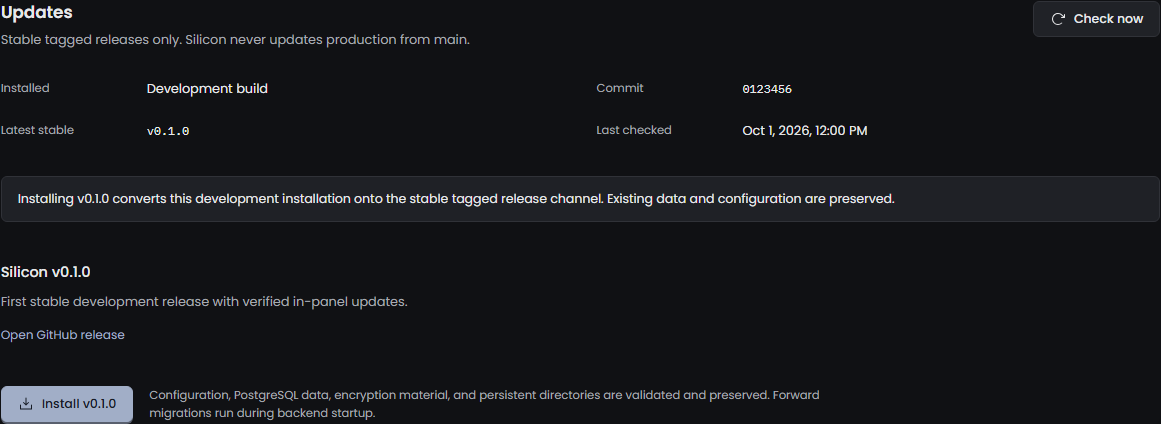 Updates
Check now
Stable tagged releases only. Silicon never updates production from main.
Installed
Development build
Commit
0123456
Latest stable
v0.1.0
Last checked
Oct 1, 2026, 12:00 PM
Installing v0.1.0 converts this development installation onto the stable tagged release channel. Existing data and configuration are preserved.
Silicon v0.1.0
First stable development release with verified in-panel updates.
Open GitHub release
Install v0.1.0
Configuration, PostgreSQL data, encryption material, and persistent directories are validated and preserved. Forward
migrations run during backend startup.